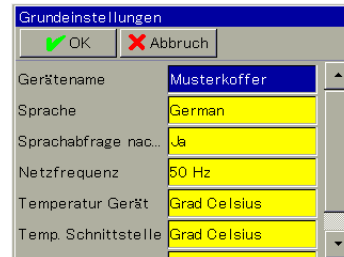 Grundeinstellungen
OK Abbruch
Gerätename Musterkoffer
Sprache German
Sprachabfrage nac... Ja
Netzfrequenz 50 Hz
Temperatur Gerät Grad Celsius
Temp. Schnittstelle Grad Celsius